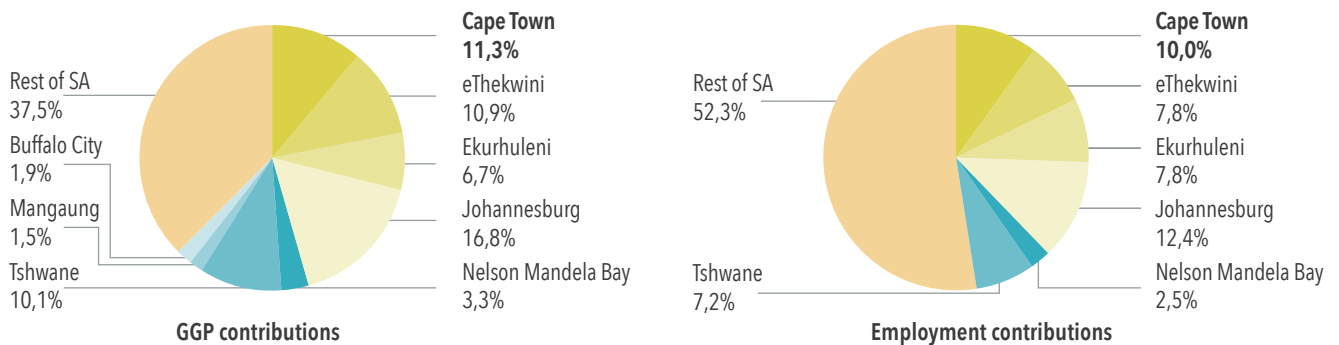 Cape Town
11,3%
eThekwini
10,9%
Ekurhuleni
6,7%
Johannesburg
16,8%
Nelson Mandela Bay
3,3%
Rest of SA
37,5%
Buffalo City
1,9%
Mangaung
1,5%
Tshwane
10,1%
GGP contributions
Cape Town
10,0%
eThekwini
7,8%
Ekurhuleni
7,8%
Johannesburg
12,4%
Nelson Mandela Bay
2,5%
Rest of SA
52,3%
Tshwane
7,2%
Employment contributions